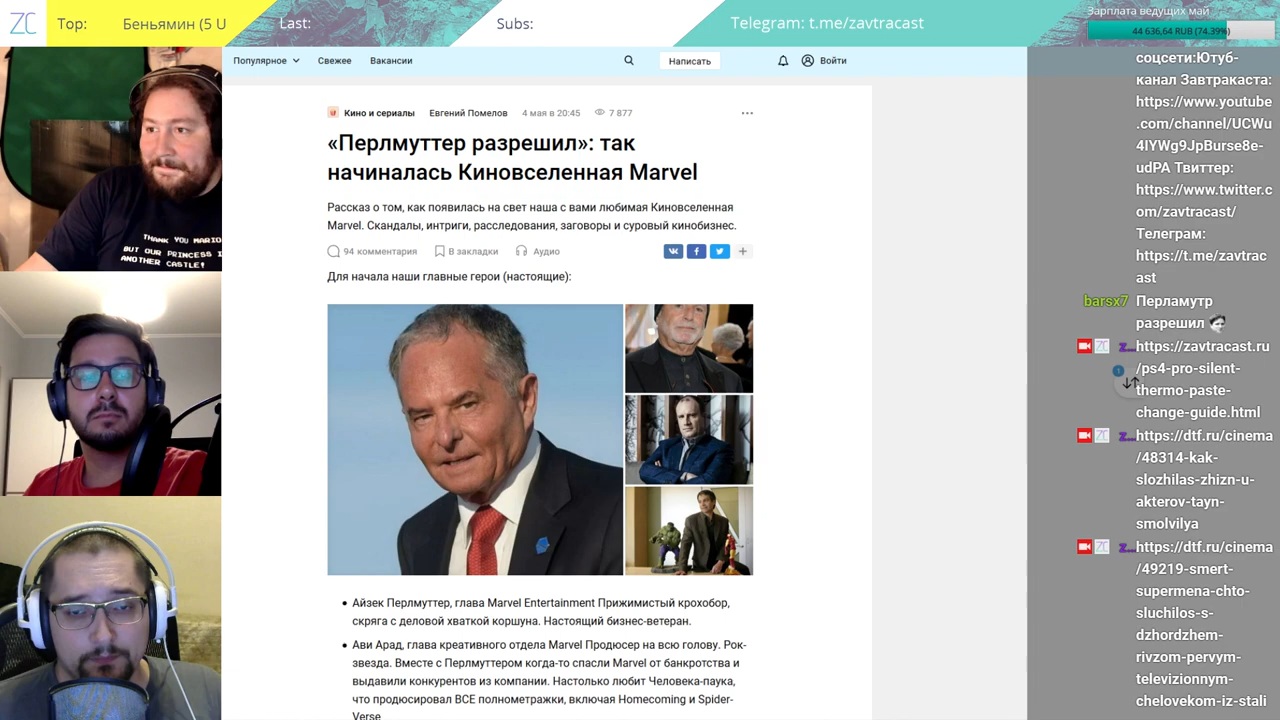 ZC
Top:
Беньямин (5 U
Last:
Subs:
Telegram: t.me/zavtracast
Зарплата ведущих май
44 636,64 RUB (74.39%)
Популярное
Свежее
Вакансии
Написать
Войти
Кино и сериалы
Евгений Помелов
4 мая в 20:45
7 877
«Перлмуттер разрешил»: так
начиналась Киновселенная Marvel
Рассказ о том, как появилась на свет наша с вами любимая Киновселенная
Marvel. Скандалы, интриги, расследования, заговоры и суровый кинобизнес.
94 комментария
В закладки
Аудио
Для начала наши главные герои (настоящие):
• Айзек Перлмуттер, глава Marvel Entertainment Прижимистый крохобор,
скряга с деловой хваткой коршуна. Настоящий бизнес-ветеран.
• Ави Арад, глава креативного отдела Marvel Продюсер на всю голову. Рок-
звезда. Вместе с Перлмуттером когда-то спасли Marvel от банкротства и
выдавили конкурентов из компании. Настолько любит Человека-паука,
что продюсировал ВСЕ полнометражки, включая Homecoming и Spider-
Verse
THANK YOU MARIO
BUT OUR PRINCESS I
ANOTHER CASTLE!
соцсети:Ютуб-
канал Завтракаста:
https://www.youtube
.com/channel/UCWu
4IYWg9JpBurse8e-
udPA Твиттер:
https://www.twitter.c
om/zavtracast/
Телеграм:
https://t.me/zavtrac
ast
barsx7 Перламутр
разрешил
z... https://zavtracast.ru
/ps4-pro-silent-
1
thermo-paste-
change-guide.html
z... https://dtf.ru/cinema
/48314-kak-
slozhilas-zhizn-u-
akterov-tayn-
smolvilya
z... https://dtf.ru/cinema
/49219-smert-
supermena-chto-
sluchilos-s-
dzhordzhem-
rivzom-pervym-
televizionnym-
chelovekom-iz-stali